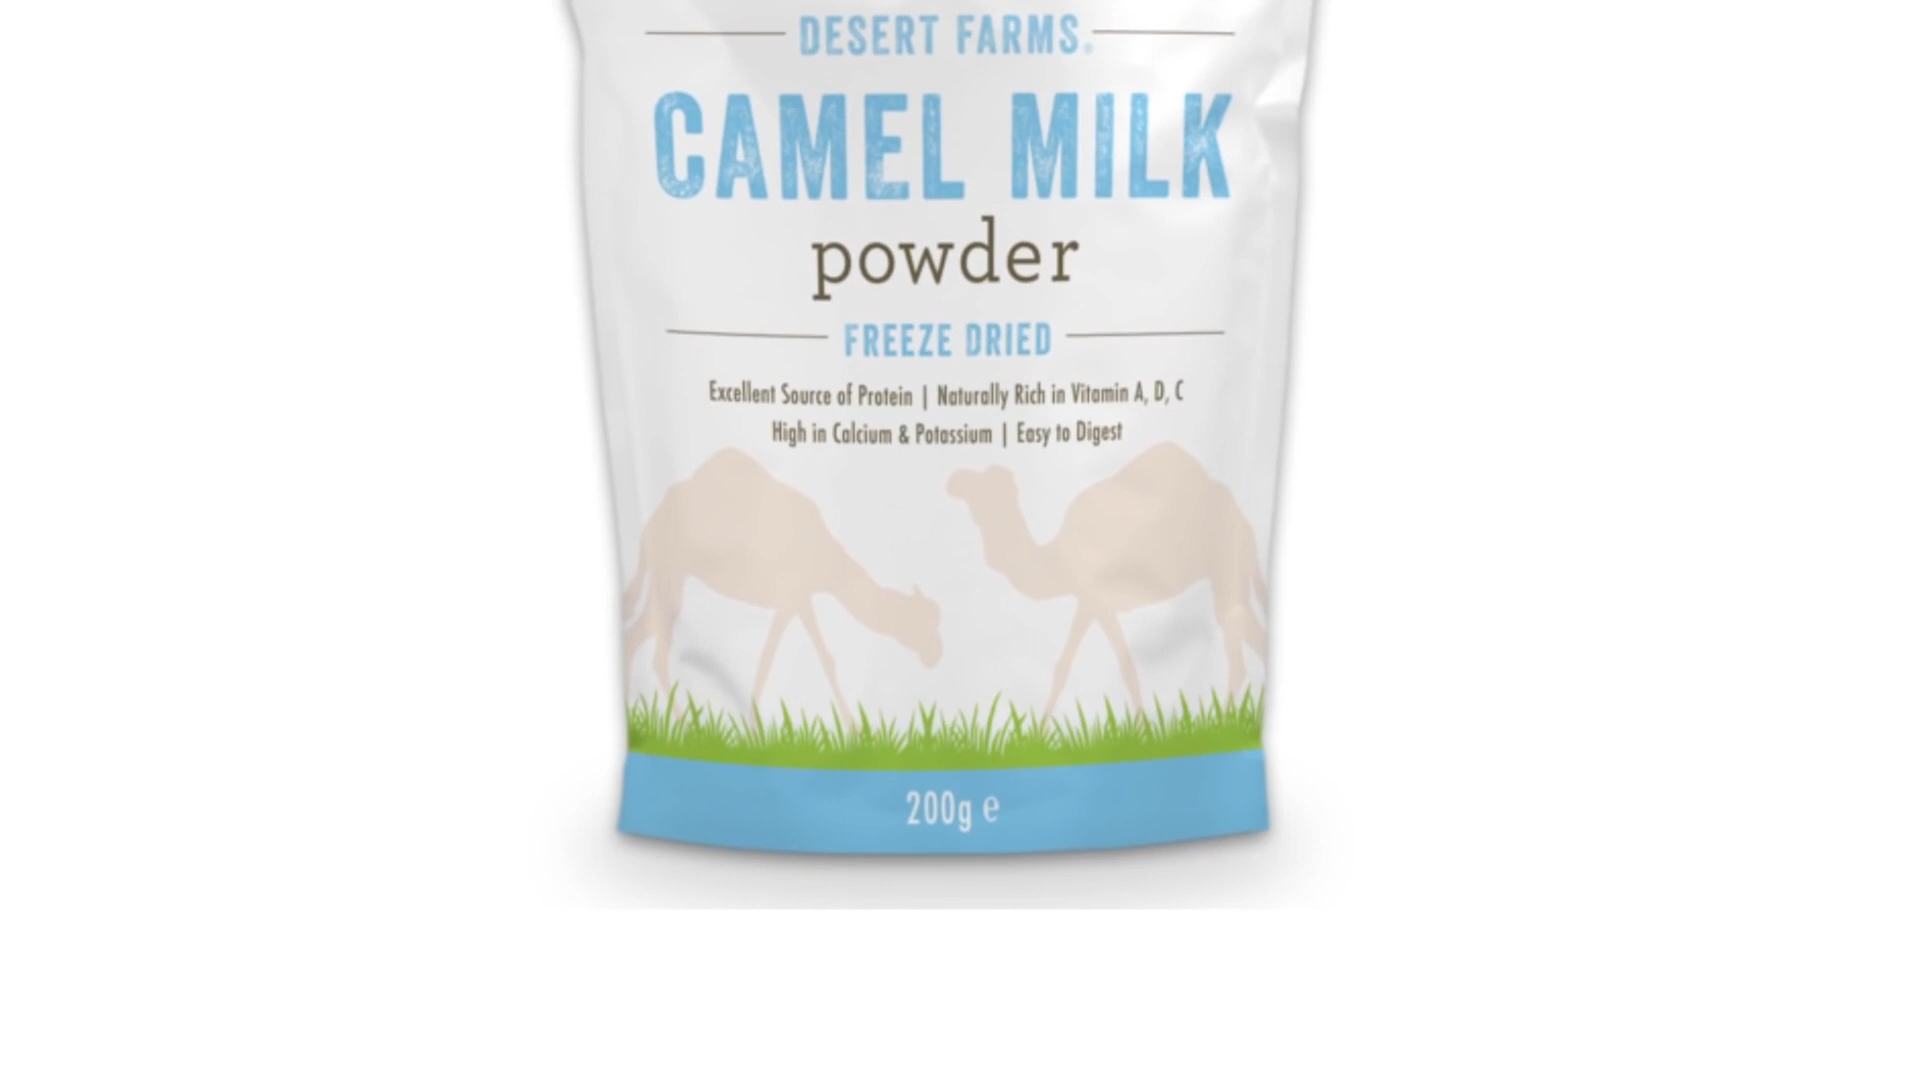 DESERT FARMS®
CAMEL MILK
powder
FREEZE DRIED
Excellent Source of Protein | Naturally Rich in Vitamin A, D, C
High in Calcium & Potassium | Easy to Digest
200g ℮